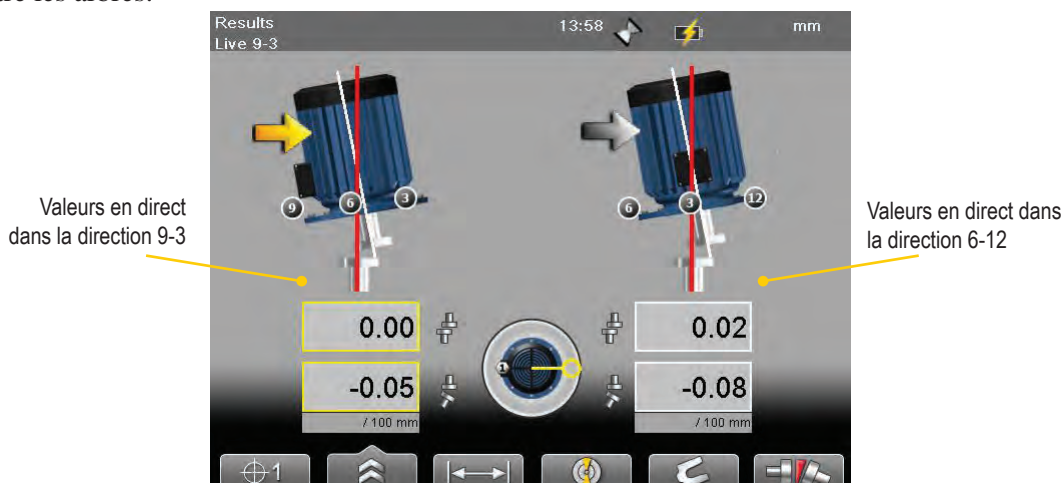 Results
Live 9-3
13:58
mm
9
6
3
6
3
12
Valeurs en direct
dans la direction 9-3
Valeurs en direct dans
la direction 6-12
0.00
0.02
1
-0.05
-0.08
/ 100 mm
/ 100 mm
1